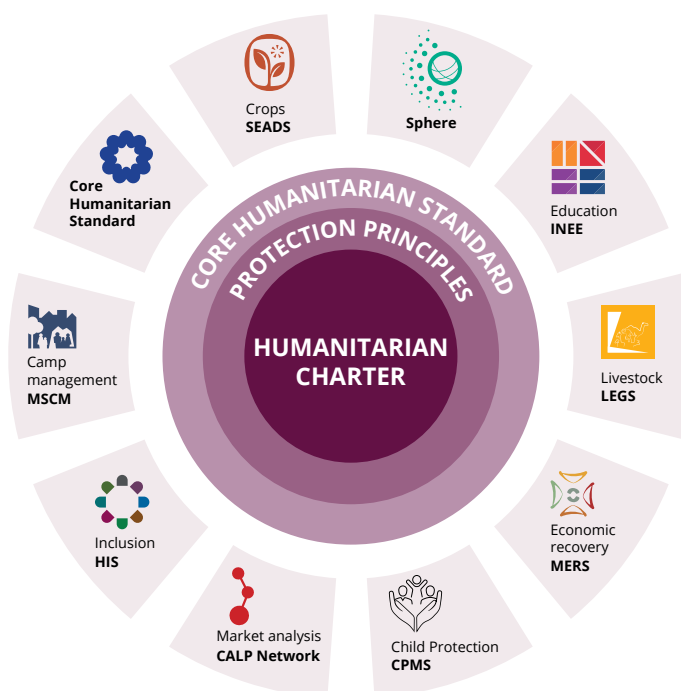 Crops
SEADS
Sphere
Core
Humanitarian
Standard
Education
INEE
CORE HUMANITARIAN STANDARD
PROTECTION PRINCIPLES
HUMANITARIAN
CHARTER
Camp
management
MSCM
Livestock
LEGS
Inclusion
HIS
Economic
recovery
MERS
Market analysis
CALP Network
Child Protection
CPMS